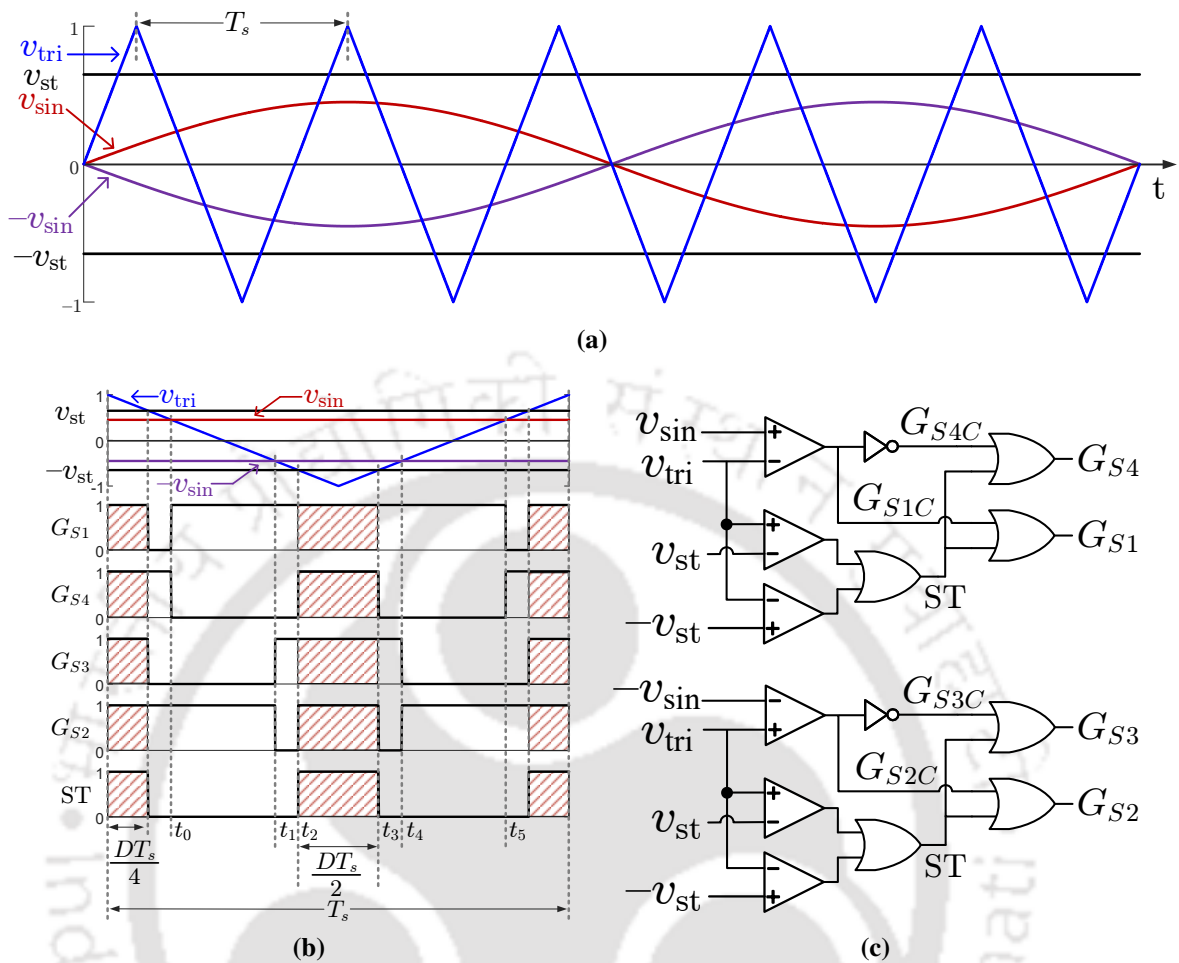 1
T_s
v_tri
v_st
v_sin
0
t
−v_sin
−v_st
−1
(a)
1
v_tri
v_sin
v_st
0
−v_st
−v_sin
-1
1
G_S1
0
1
G_S4
0
1
G_S3
0
1
G_S2
0
1
ST
0
t_0
t_1
t_2
t_3
t_4
t_5
DT_s
4
DT_s
2
T_s
(b)
v_sin
+
−
v_tri
G_S4C
G_S4
G_S1C
+
−
v_st
G_S1
ST
−
+
−v_st
−v_sin
−
+
v_tri
G_S3C
G_S3
G_S2C
+
−
v_st
G_S2
ST
−
+
−v_st
(c)